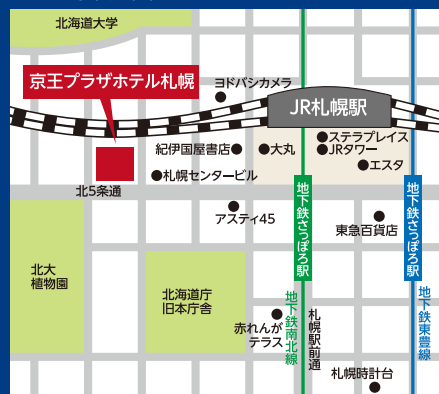 北海道大学
京王プラザホテル札幌
ヨドバシカメラ
JR札幌駅
ステラプレイス
紀伊国屋書店
大丸
JRタワー
エスタ
札幌センタービル
北5条通
アスティ45
地下鉄さっぽろ駅
地下鉄さっぽろ駅
東急百貨店
北大
植物園
北海道庁
旧本庁舎
地下鉄南北線
札幌駅前通
地下鉄東豊線
赤れんが
テラス
札幌時計台